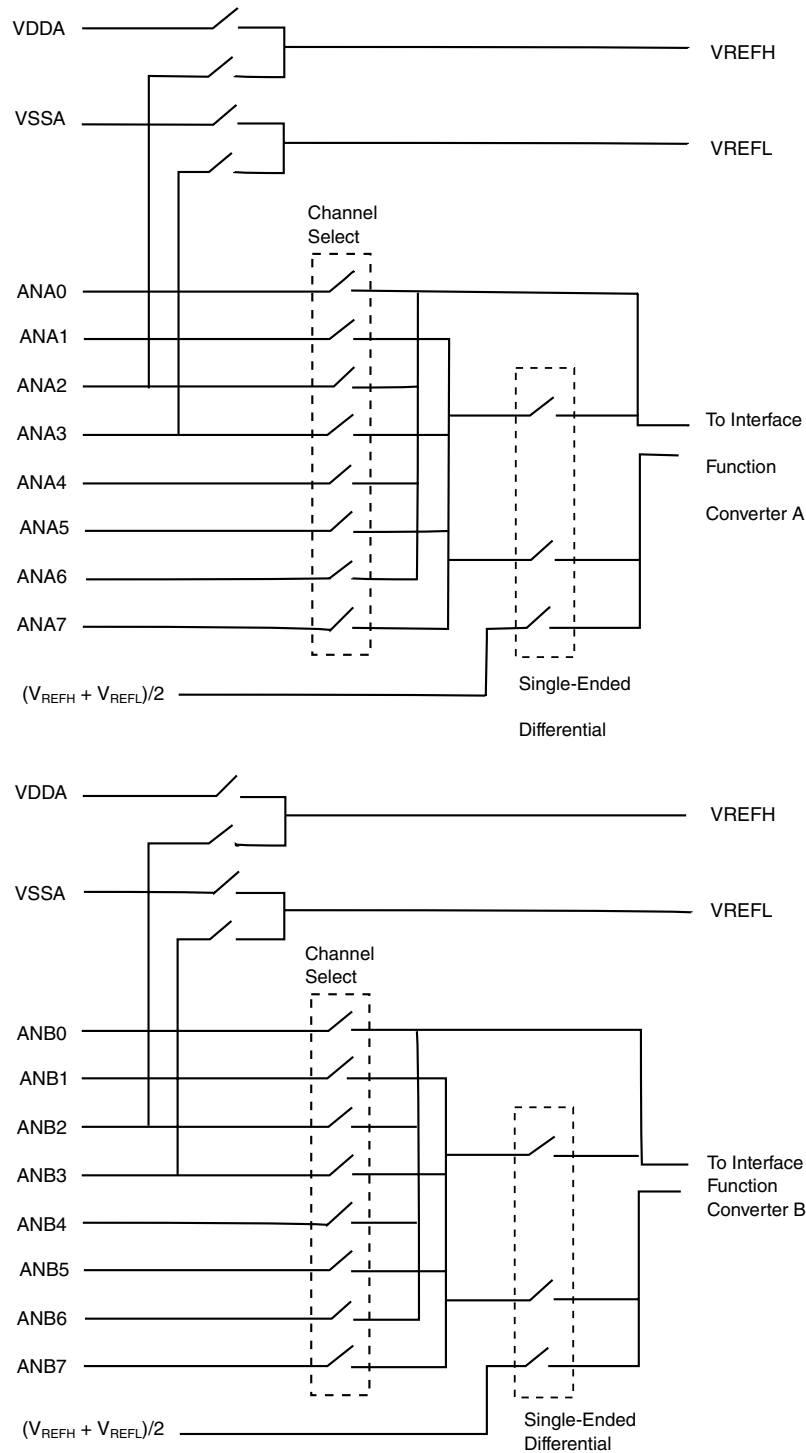 VDDA
VREFH
VSSA
VREFL
Channel
Select
ANA0
ANA1
ANA2
ANA3
ANA4
ANA5
ANA6
ANA7
To Interface
Function
Converter A
(VREFH + VREFL)/2
Single-Ended
Differential
VDDA
VREFH
VSSA
VREFL
Channel
Select
ANB0
ANB1
ANB2
ANB3
ANB4
ANB5
ANB6
ANB7
To Interface
Function
Converter B
(VREFH + VREFL)/2
Single-Ended
Differential